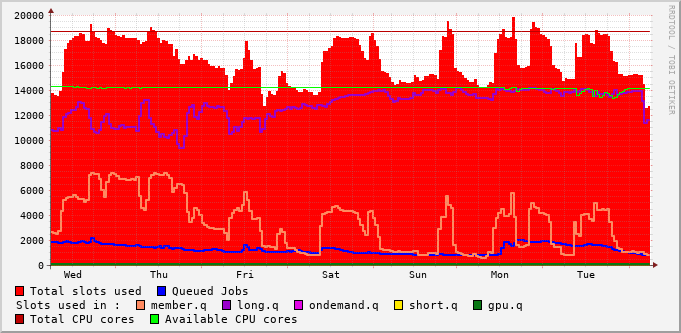 RRDTOOL / TOBI OETIKER
20000
18000
16000
14000
12000
10000
8000
6000
4000
2000
0
Wed Thu Fri Sat Sun Mon Tue
Total slots used Queued Jobs
Slots used in : member.q long.q ondemand.q short.q gpu.q
Total CPU cores Available CPU cores